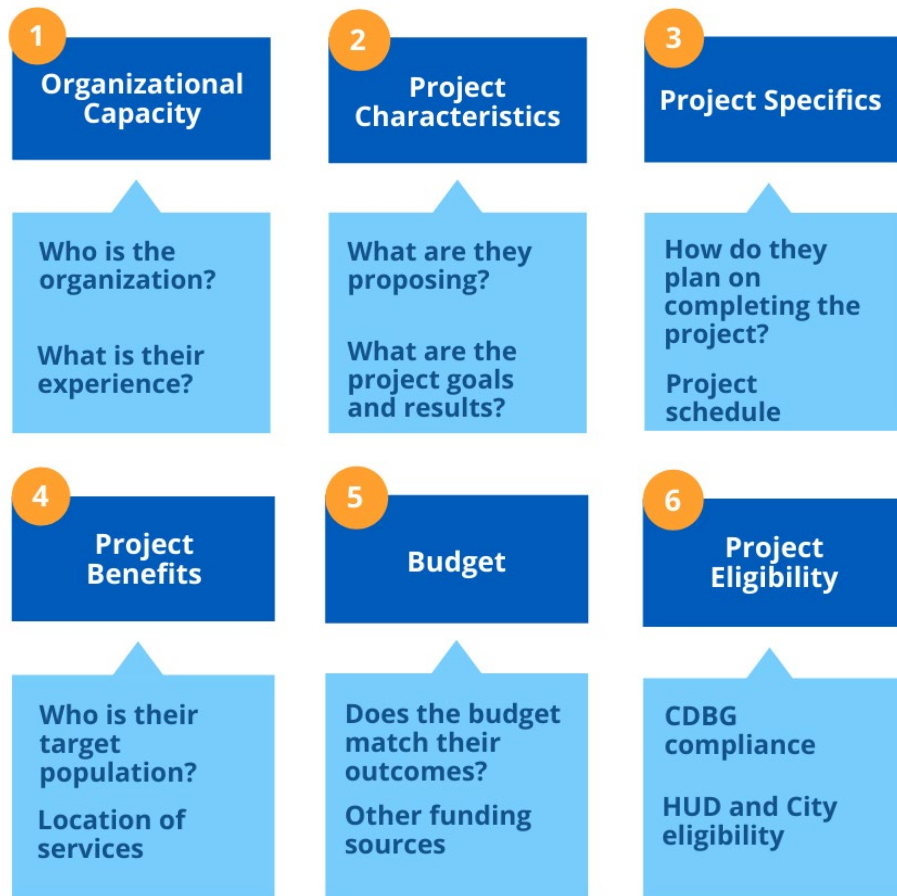 1
Organizational
Capacity
Who is the
organization?
What is their
experience?
2
Project
Characteristics
What are they
proposing?
What are the
project goals
and results?
3
Project Specifics
How do they
plan on
completing the
project?
Project
schedule
4
Project
Benefits
Who is their
target
population?
Location of
services
5
Budget
Does the budget
match their
outcomes?
Other funding
sources
6
Project
Eligibility
CDBG
compliance
HUD and City
eligibility